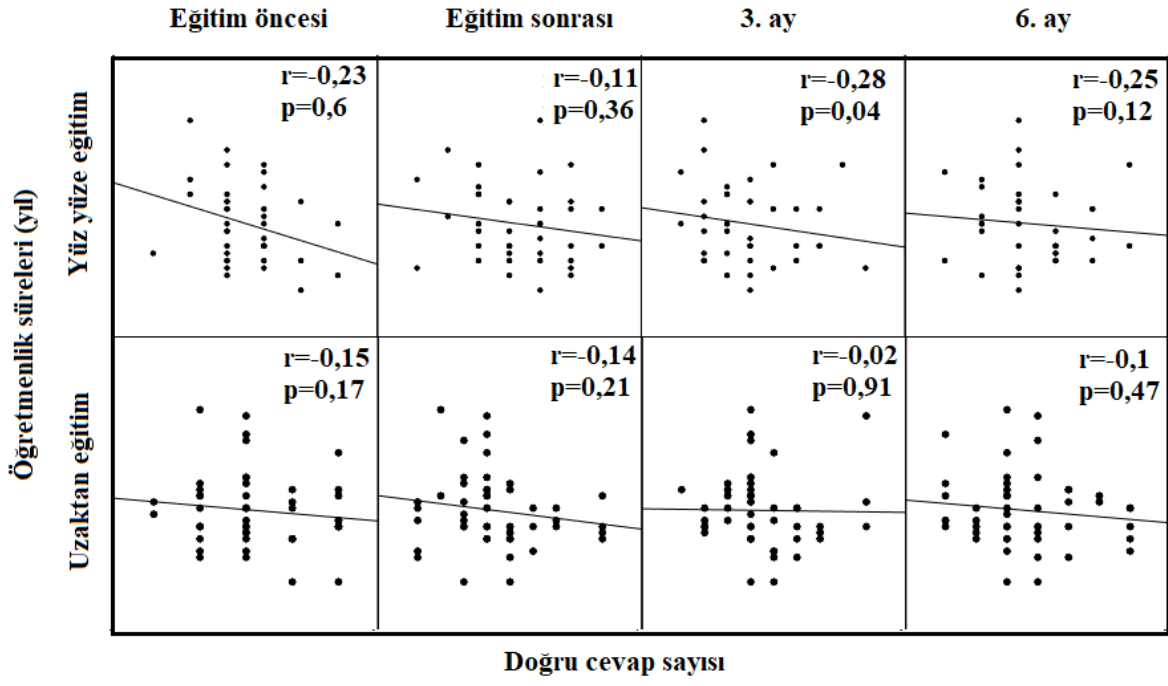 Eğitim öncesi
Eğitim sonrası
3. ay
6. ay
Öğretmenlik süreleri (yıl)
Yüz yüze eğitim
r=-0,23
p=0,6
r=-0,11
p=0,36
r=-0,28
p=0,04
r=-0,25
p=0,12
Uzaktan eğitim
r=-0,15
p=0,17
r=-0,14
p=0,21
r=-0,02
p=0,91
r=-0,1
p=0,47
Doğru cevap sayısı